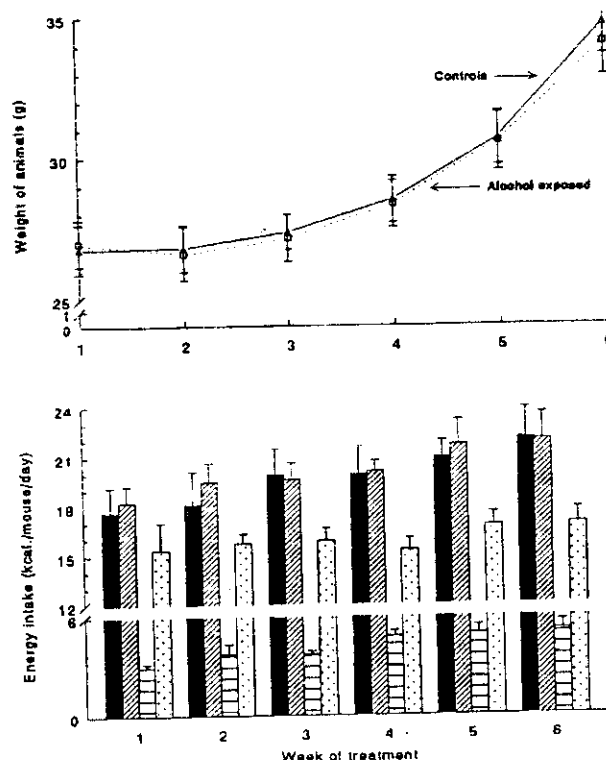 35
Controls
30
Alcohol exposed
25
1
0
1 2 3 4 5
Weight of animals (g)
24
21
18
15
12
6
0
1 2 3 4 5 6
Energy intake (kcal./mouse/day)
Week of treatment